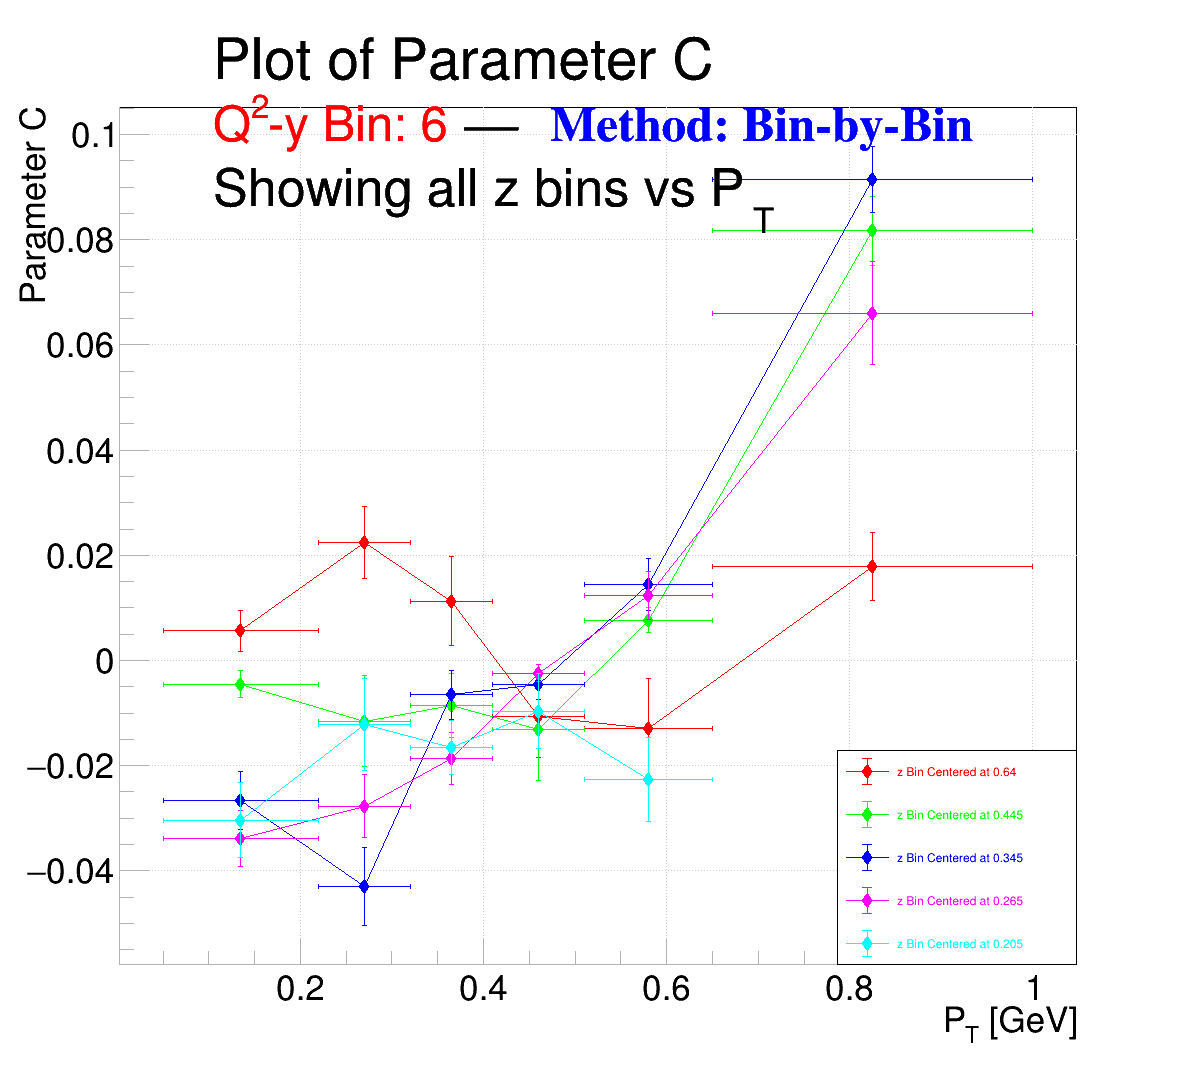 Plot of Parameter C
Q²-y Bin: 6 — Method: Bin-by-Bin
Showing all z bins vs P_T
Parameter C
0.1
0.08
0.06
0.04
0.02
0
−0.02
−0.04
z Bin Centered at 0.64
z Bin Centered at 0.445
z Bin Centered at 0.345
z Bin Centered at 0.265
z Bin Centered at 0.205
0.2 0.4 0.6 0.8 1
P_T [GeV]